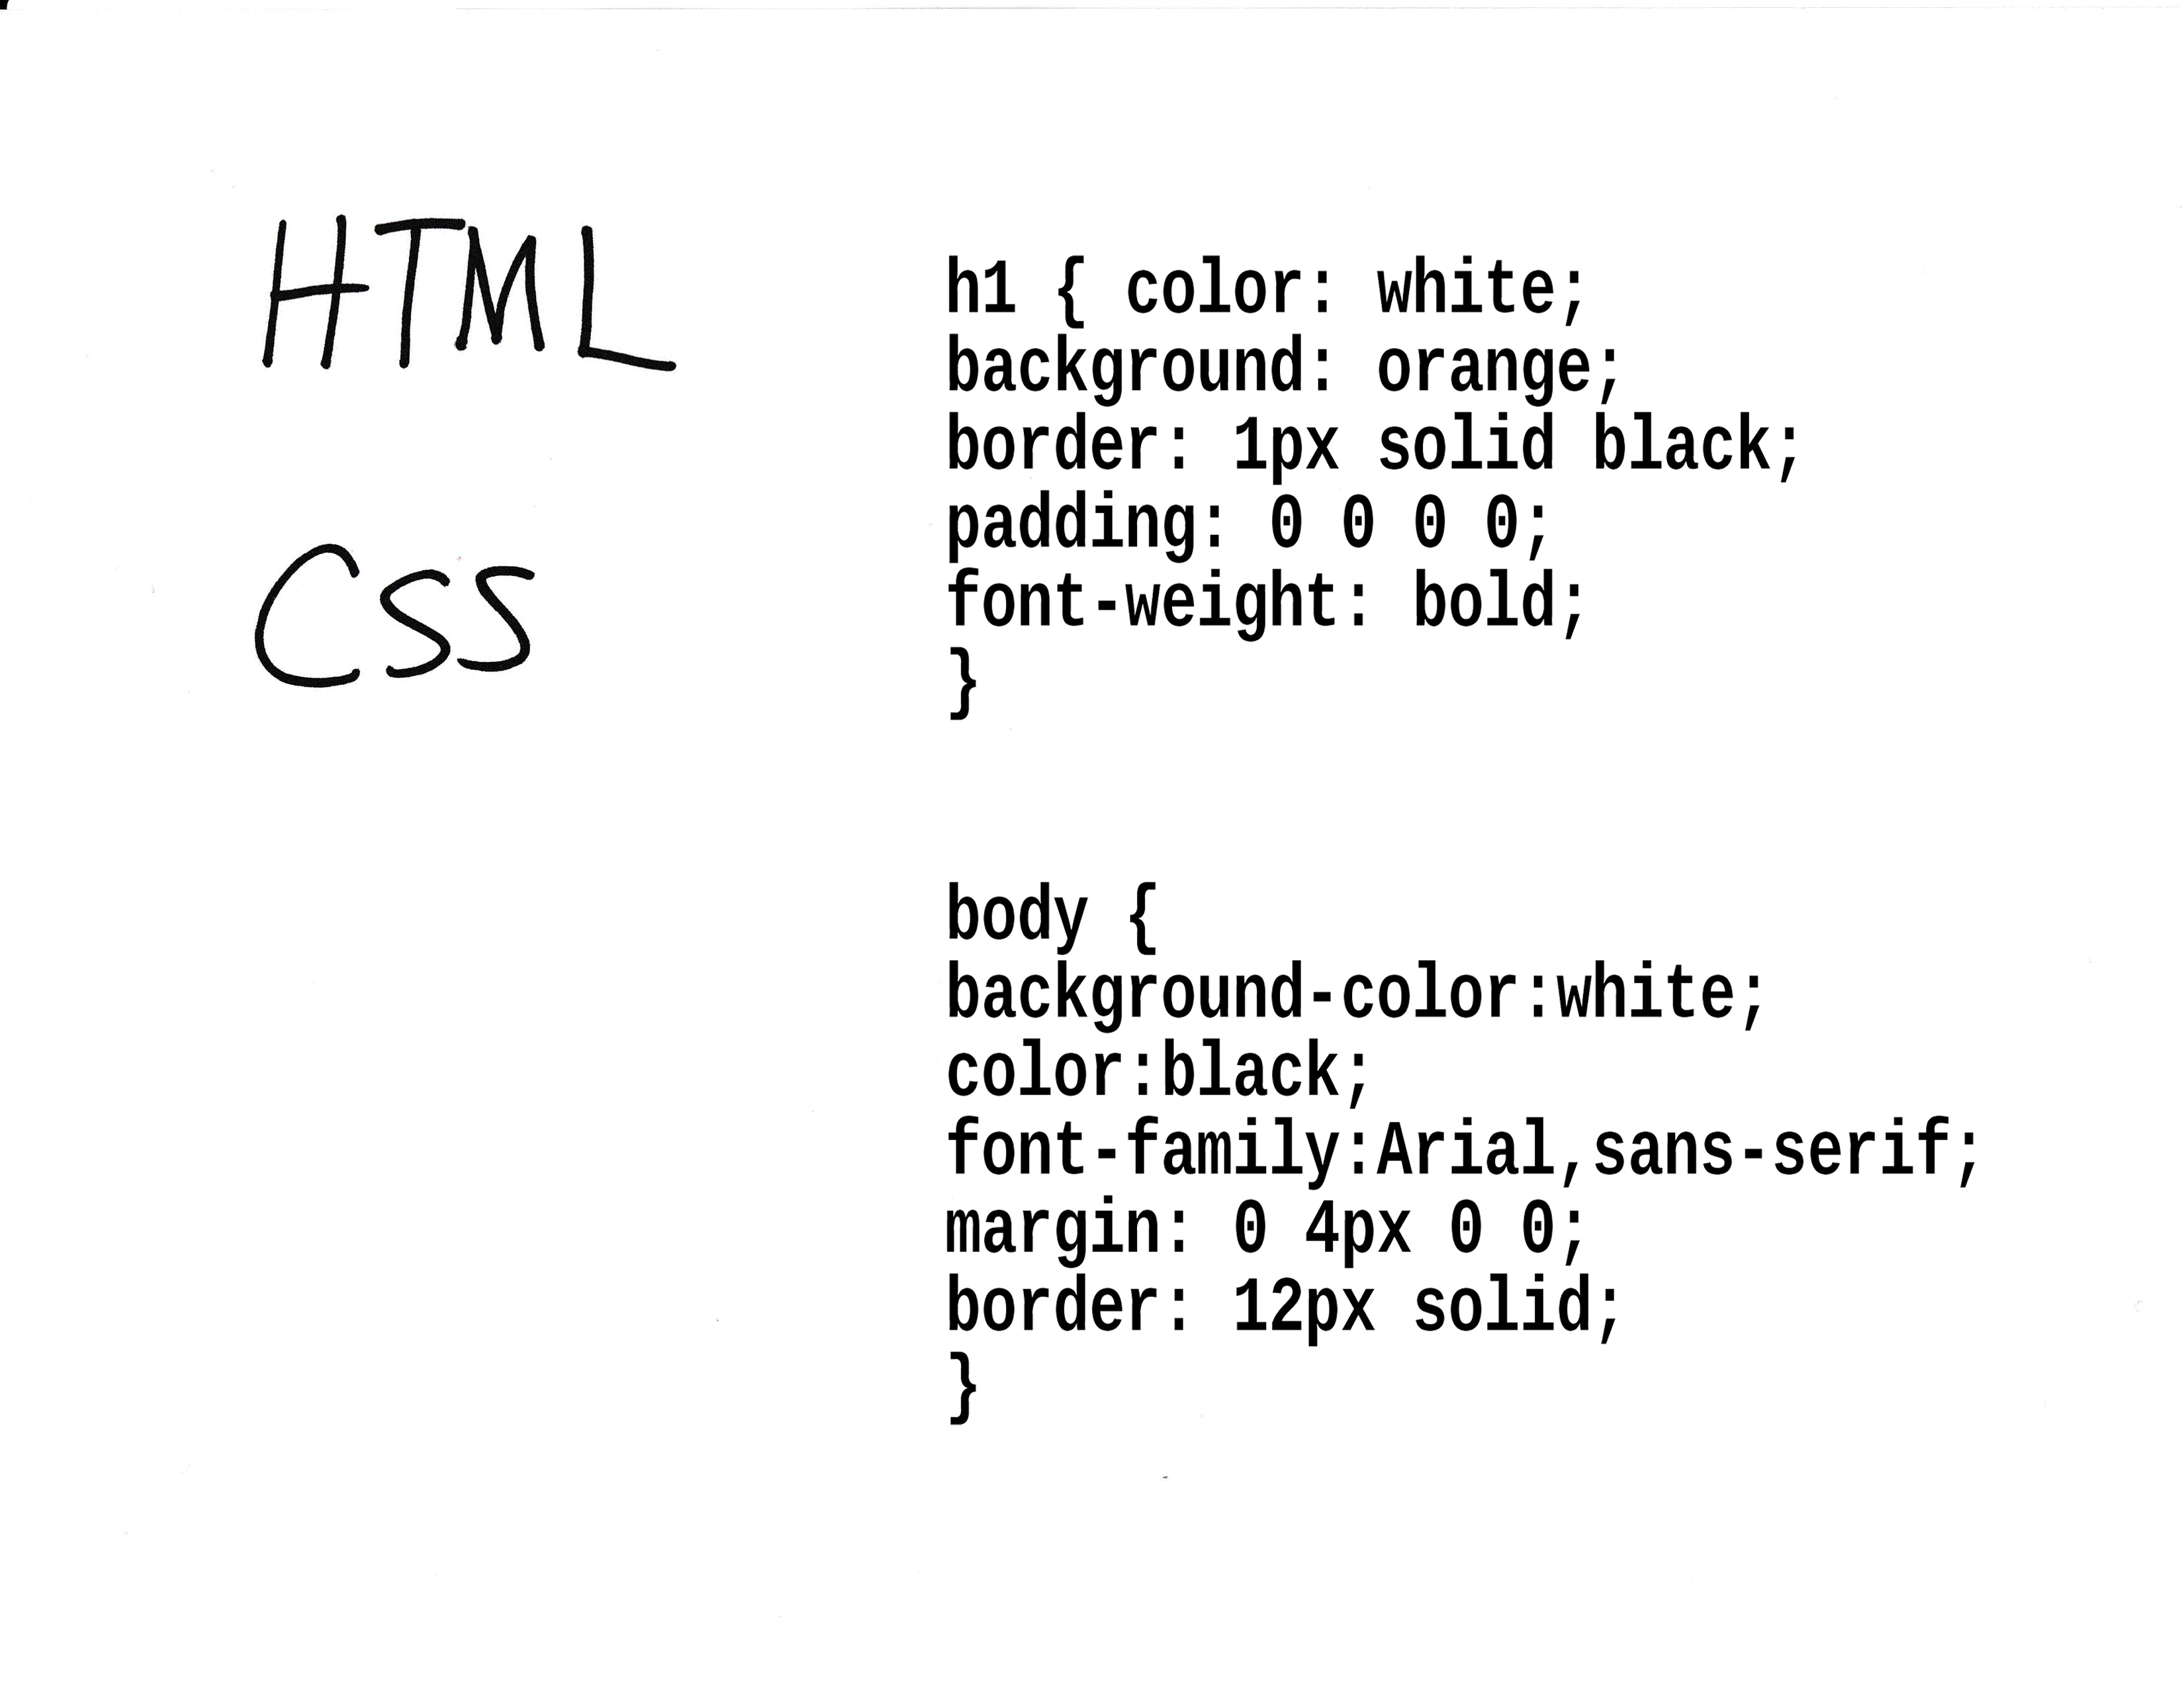 HTML
CSS
h1 { color: white;
background: orange;
border: 1px solid black;
padding: 0 0 0 0;
font-weight: bold;
}
body {
background-color:white;
color:black;
font-family:Arial,sans-serif;
margin: 0 4px 0 0;
border: 12px solid;
}